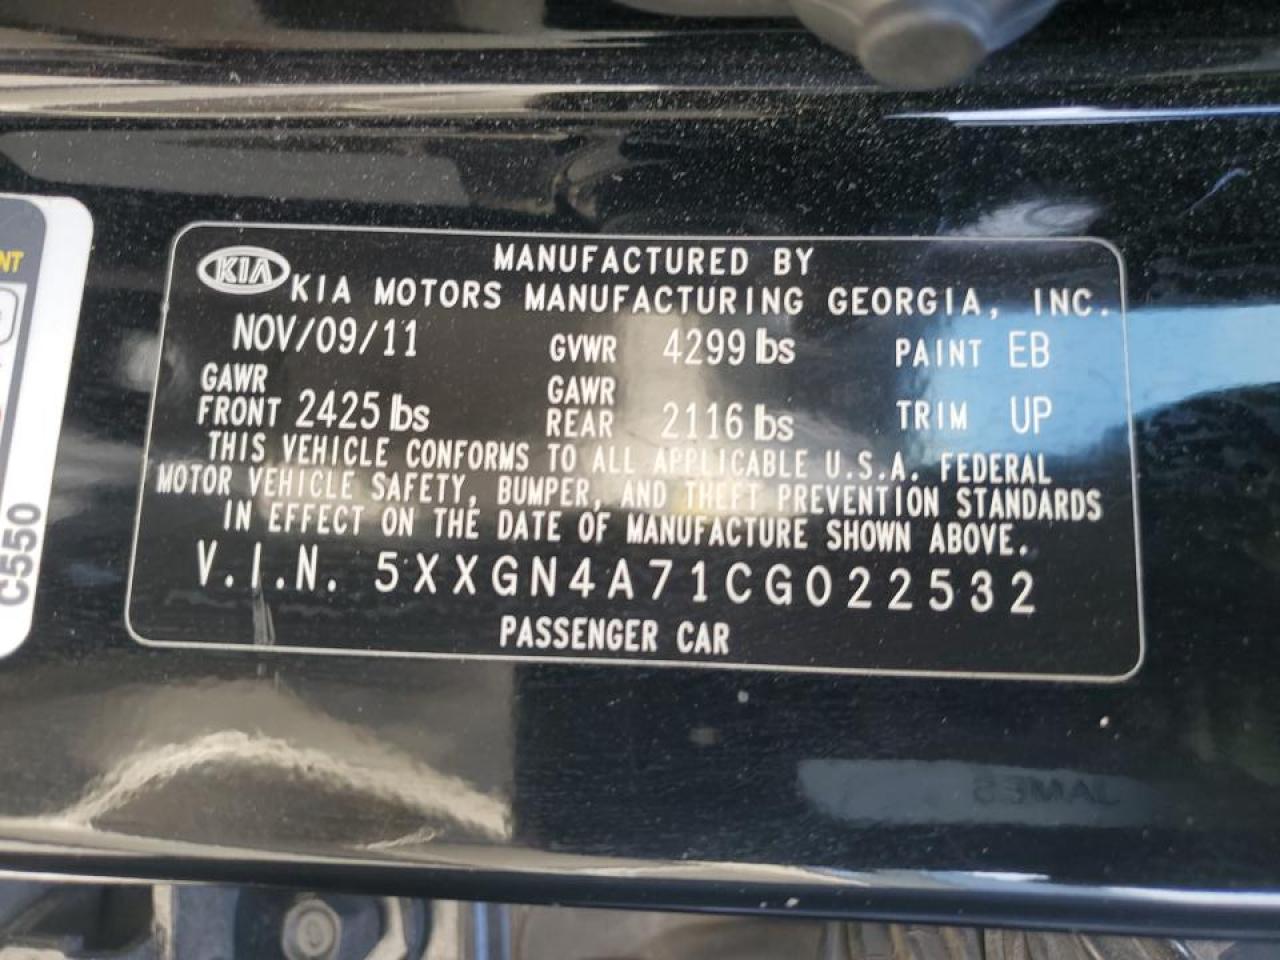 MANUFACTURED BY
KIA KIA MOTORS MANUFACTURING GEORGIA, INC.
NOV/09/11 GVWR 4299 lbs PAINT EB
GAWR FRONT 2425 lbs GAWR REAR 2116 lbs TRIM UP
THIS VEHICLE CONFORMS TO ALL APPLICABLE U.S.A. FEDERAL
MOTOR VEHICLE SAFETY, BUMPER, AND THEFT PREVENTION STANDARDS
IN EFFECT ON THE DATE OF MANUFACTURE SHOWN ABOVE.
V.I.N. 5XXGN4A71CG022532
PASSENGER CAR
C550